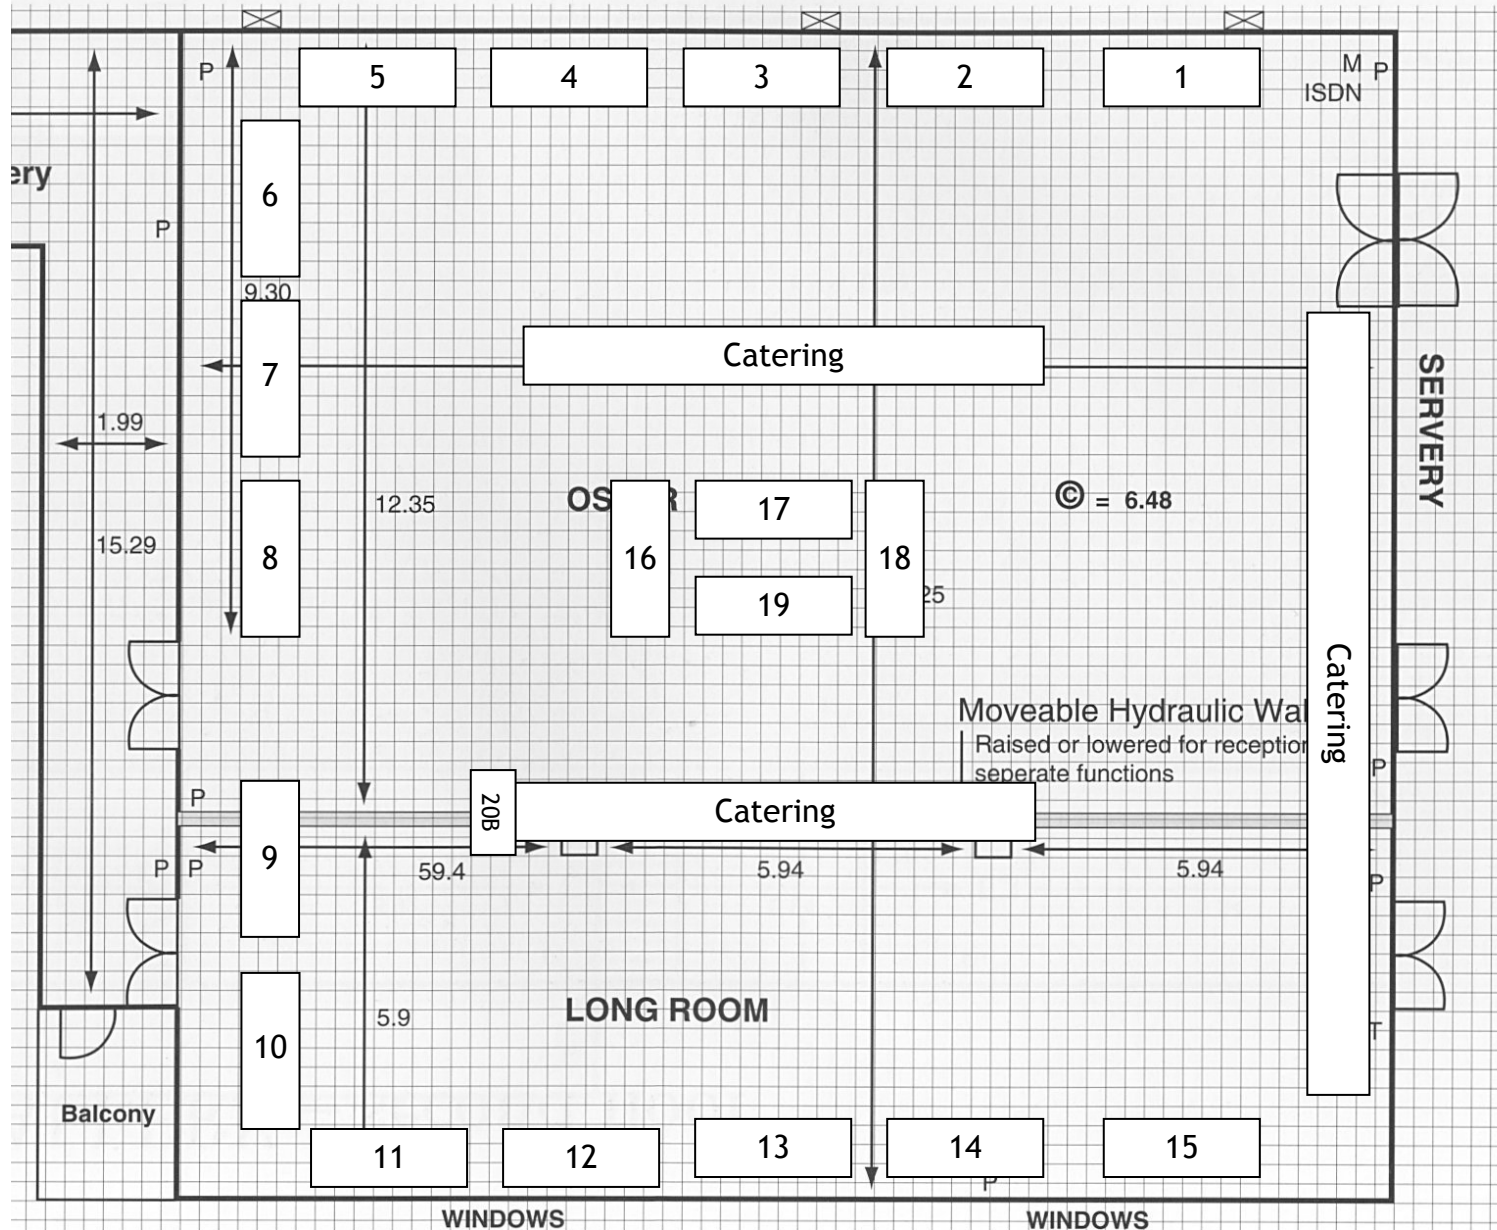 5
4
3
2
1
M P
ISDN
P
6
ery
P
9.30
7
Catering
SERVERY
1.99
12.35
15.29
8
16
17
18
19
© = 6.48
25
Moveable Hydraulic Wal
Raised or lowered for reception
seperate functions
Catering
P
P
20B
Catering
9
P P
59.4
5.94
5.94
P
LONG ROOM
5.9
10
T
Balcony
11
12
13
14
15
P
WINDOWS
WINDOWS